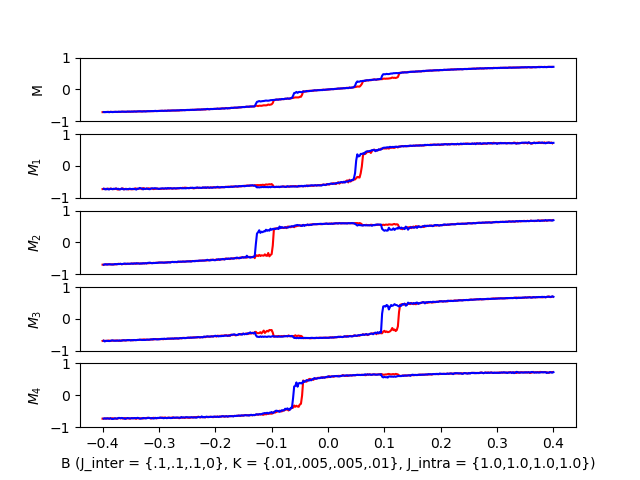 1
M
−1
1
M1
0
−1
1
M2
0
−1
1
M3
0
−1
1
M4
0
−1
−0.4 −0.3 −0.2 −0.1 0.0 0.1 0.2 0.3 0.4
B (J_inter = {.1,.1,.1,0}, K = {.01,.005,.005,.01}, J_intra = {1.0,1.0,1.0,1.0})